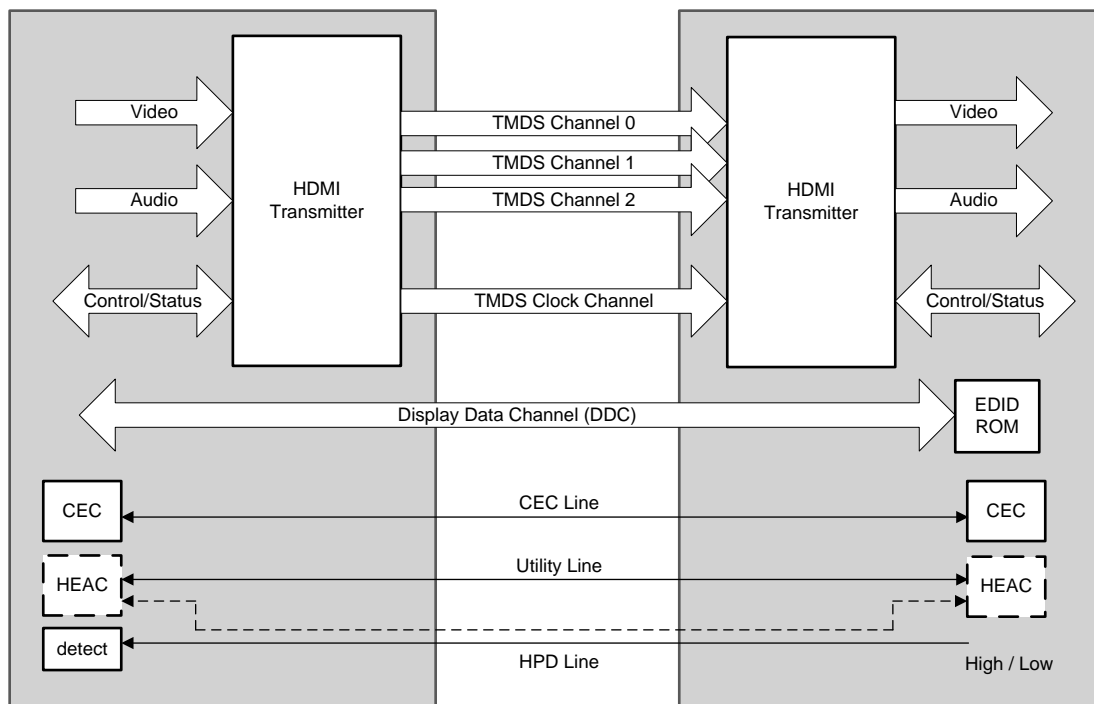 Video
Audio
Control/Status
HDMI
Transmitter
TMDS Channel 0
TMDS Channel 1
TMDS Channel 2
TMDS Clock Channel
HDMI
Transmitter
Video
Audio
Control/Status
Display Data Channel (DDC)
EDID
ROM
CEC
CEC Line
CEC
HEAC
Utility Line
HEAC
detect
HPD Line
High / Low